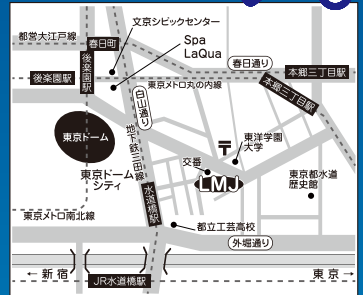 文京シビックセンター
都営大江戸線
春日町
Spa
LaQua
春日通り
後楽園駅
後楽園駅
本郷三丁目駅
東京メトロ丸の内線
本郷三丁目駅
白山通り
東京ドーム
地下鉄三田線
東洋学園
大学
交番
東京ドーム
シティ
LMJ
東京都水道
歴史館
水道橋駅
東京メトロ南北線
都立工芸高校
外堀通り
←新宿
東京→
JR水道橋駅